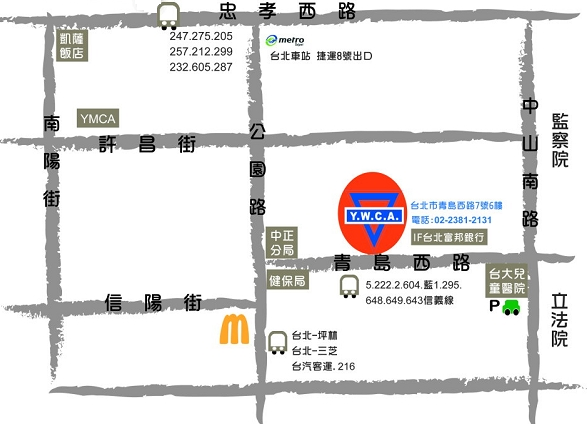 忠孝西路
凱薩
飯店
247.275.205
257.212.299
232.605.287
metro
Taipei
台北車站 捷運8號出口
YMCA
南陽街
許昌街
公園路
中山南路
監察院
Y.W.C.A.
台北市青島西路7號6樓
電話:02-2381-2131
1F台北富邦銀行
中正
分局
青島西路
健保局
5.222.2.604.藍1.295.
648.649.643信義線
台大兒
童醫院
P
立法院
信陽街
台北-坪林
台北-三芝
台汽客運.216